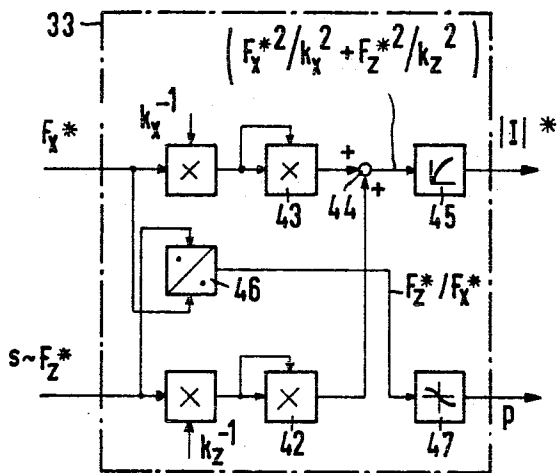 33
( F_x*²/k_x² + F_z*²/k_z² )
k_x⁻¹
F_x*
|I|*
×
×
+
+
43
44
45
46
F_z*/F_x*
s~F_z*
×
×
k_z⁻¹
42
47
p